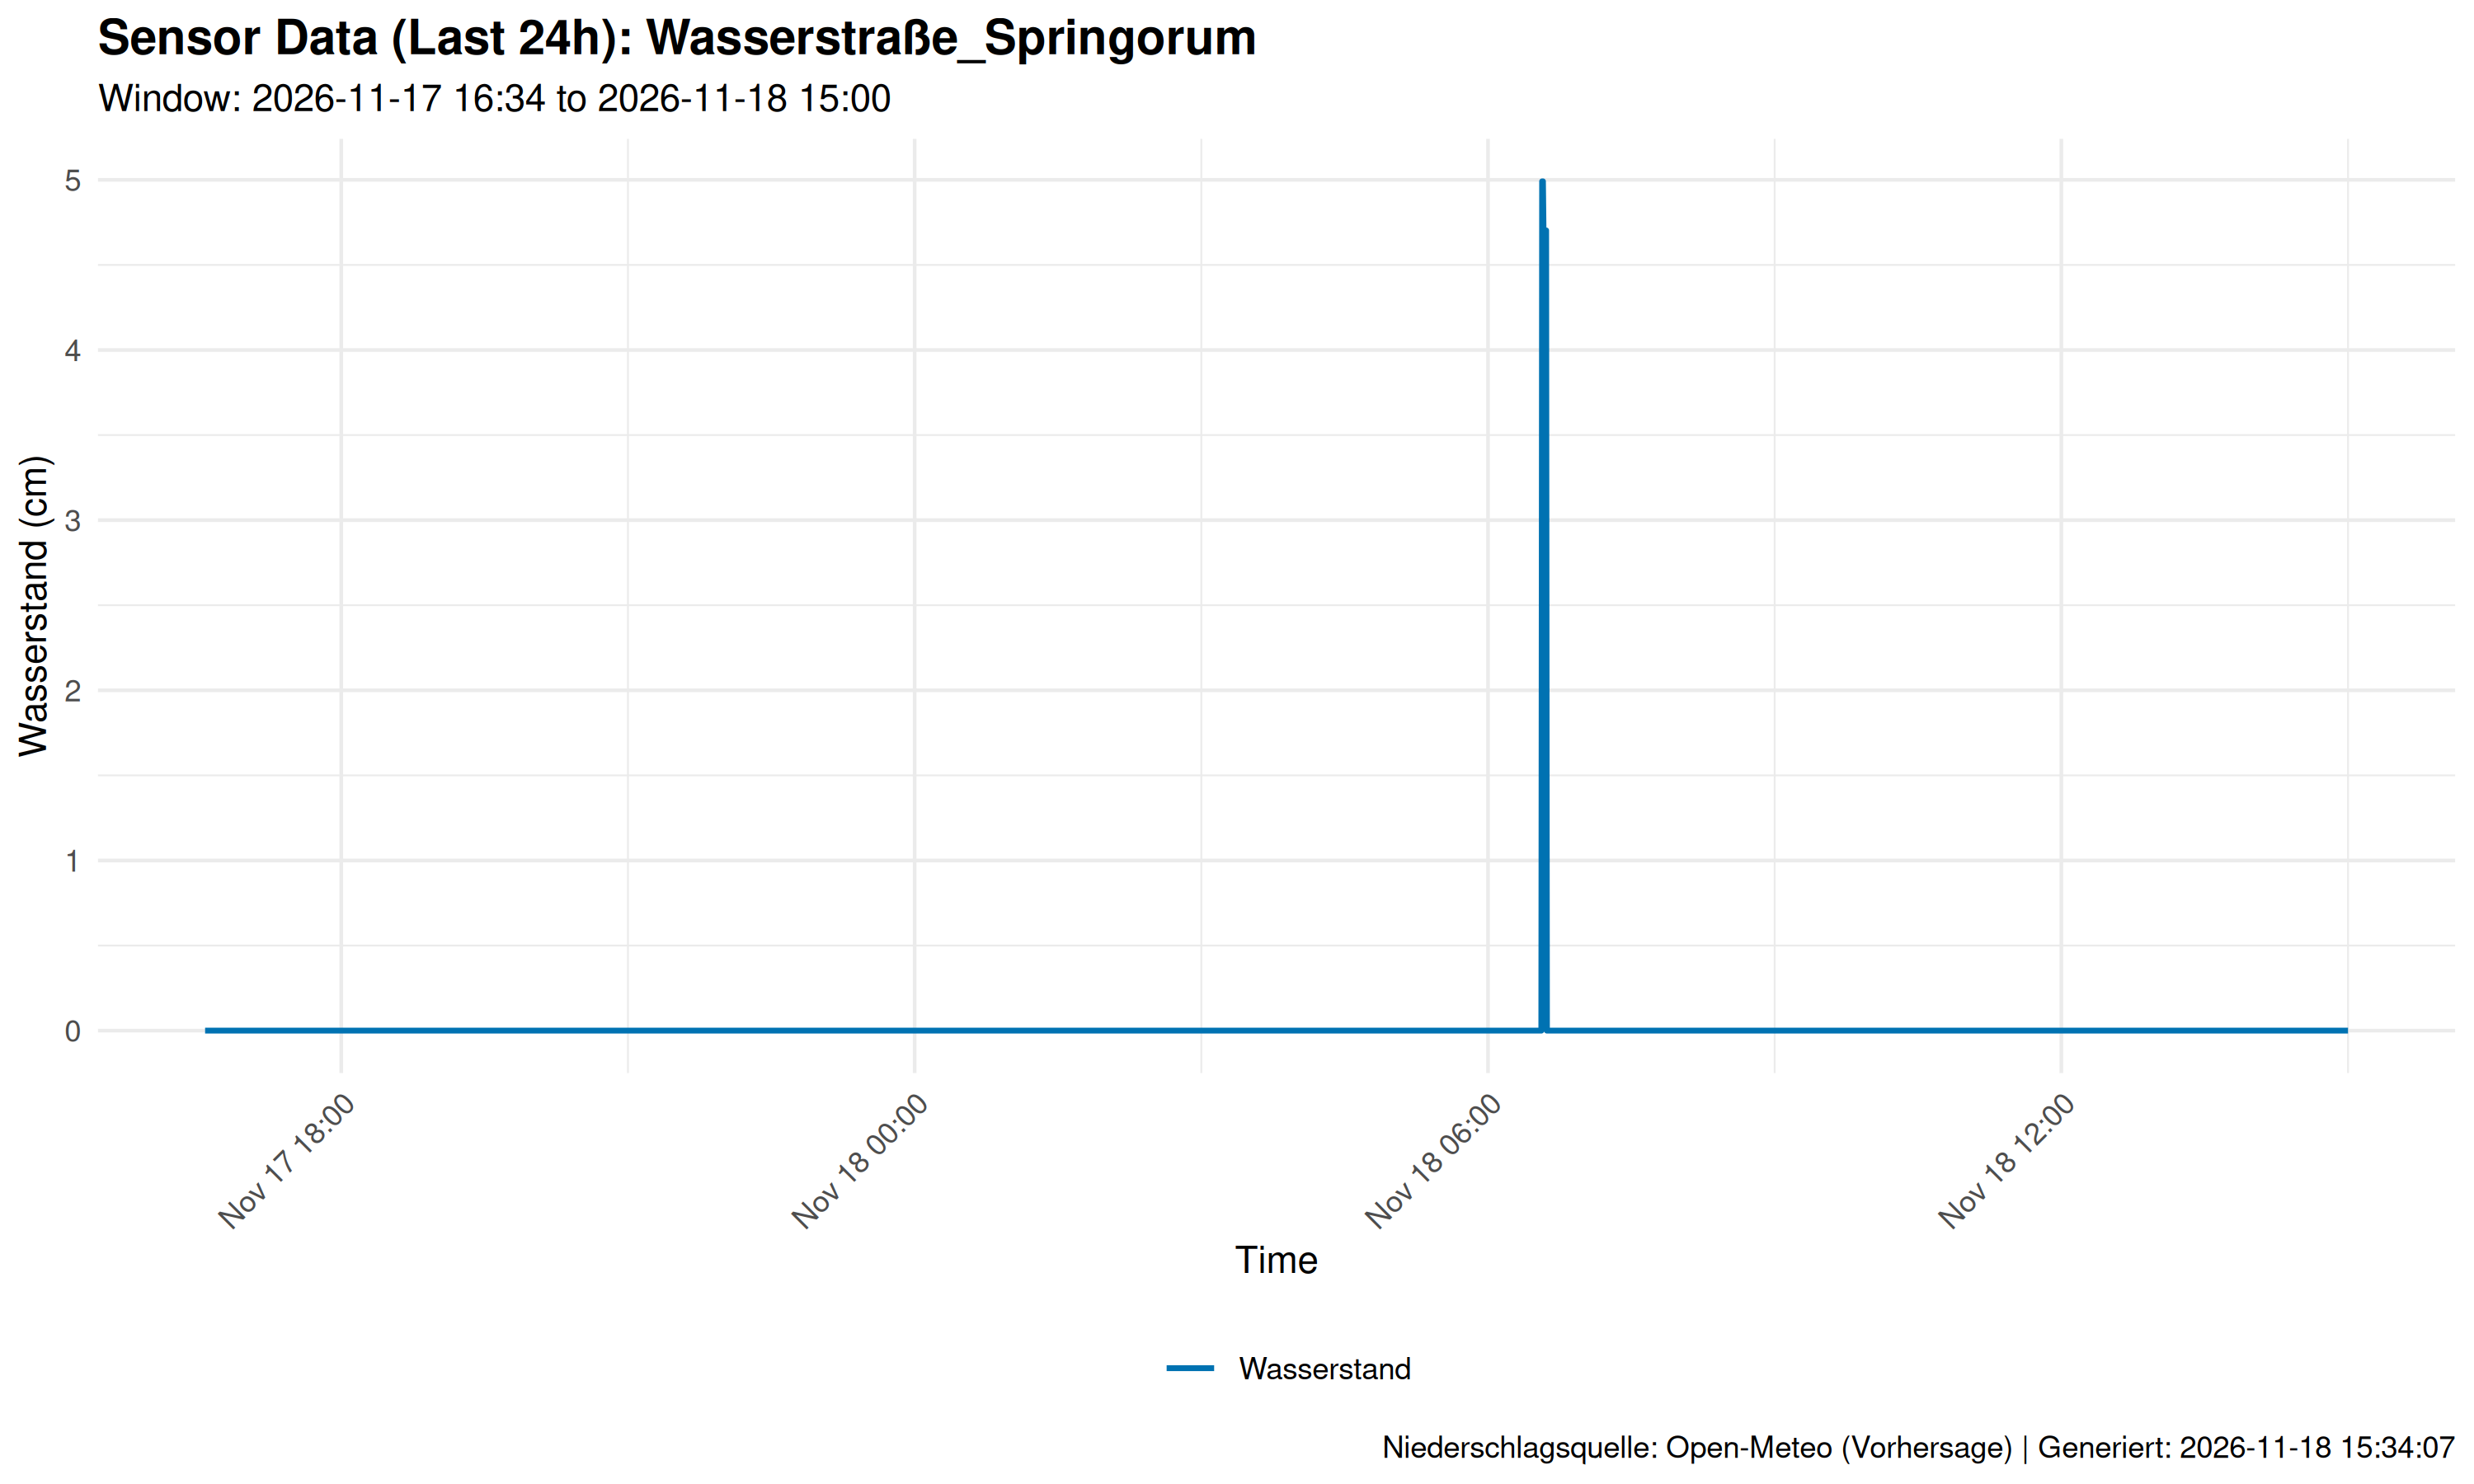 Sensor Data (Last 24h): Wasserstraße_Springorum
Window: 2026-11-17 16:34 to 2026-11-18 15:00
Wasserstand (cm)
5
4
3
2
1
0
Nov 17 18:00
Nov 18 00:00
Nov 18 06:00
Nov 18 12:00
Time
Wasserstand
Niederschlagsquelle: Open-Meteo (Vorhersage) | Generiert: 2026-11-18 15:34:07